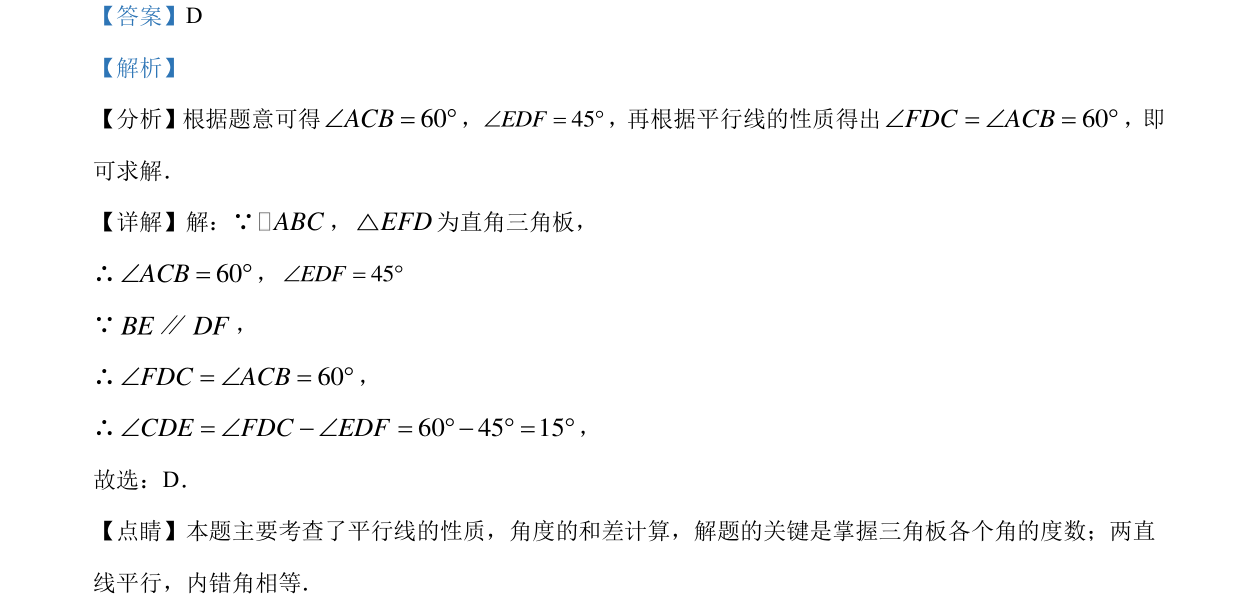 【答案】D
【解析】
【分析】根据题意可得∠ACB = 60°，∠EDF = 45°，再根据平行线的性质得出∠FDC = ∠ACB = 60°，即
可求解．
【详解】解：∵□ABC，△EFD为直角三角板，
∴∠ACB = 60°，∠EDF = 45°
∵BE∥DF，
∴∠FDC = ∠ACB = 60°，
∴∠CDE = ∠FDC − ∠EDF = 60° − 45° = 15°，
故选：D．
【点睛】本题主要考查了平行线的性质，角度的和差计算，解题的关键是掌握三角板各个角的度数；两直
线平行，内错角相等．